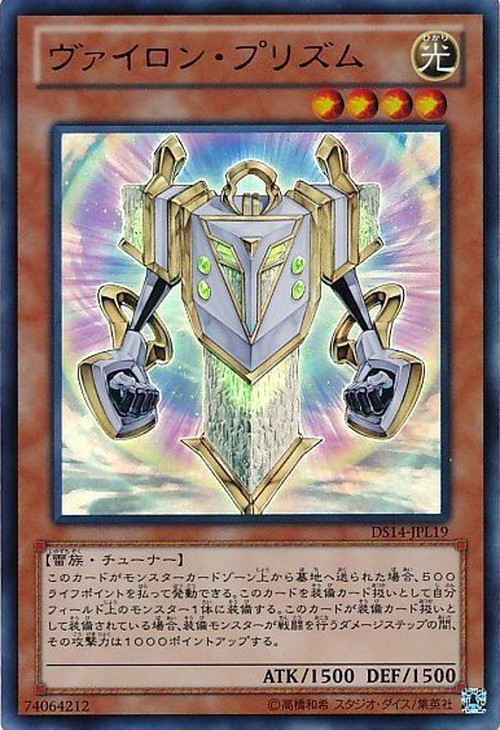 ヴァイロン・プリズム
光
DS14-JPL19
【雷族・チューナー】
このカードがモンスターカードゾーン上から墓地へ送られた場合、500
ライフポイントを払って発動できる。このカードを装備カード扱いとして自分
フィールド上のモンスター1体に装備する。このカードが装備カード扱いと
して装備されている場合、装備モンスターが戦闘を行うダメージステップの間、
その攻撃力は1000ポイントアップする。
ATK/1500 DEF/1500
74064212
©高橋和希 スタジオ・ダイス/集英社